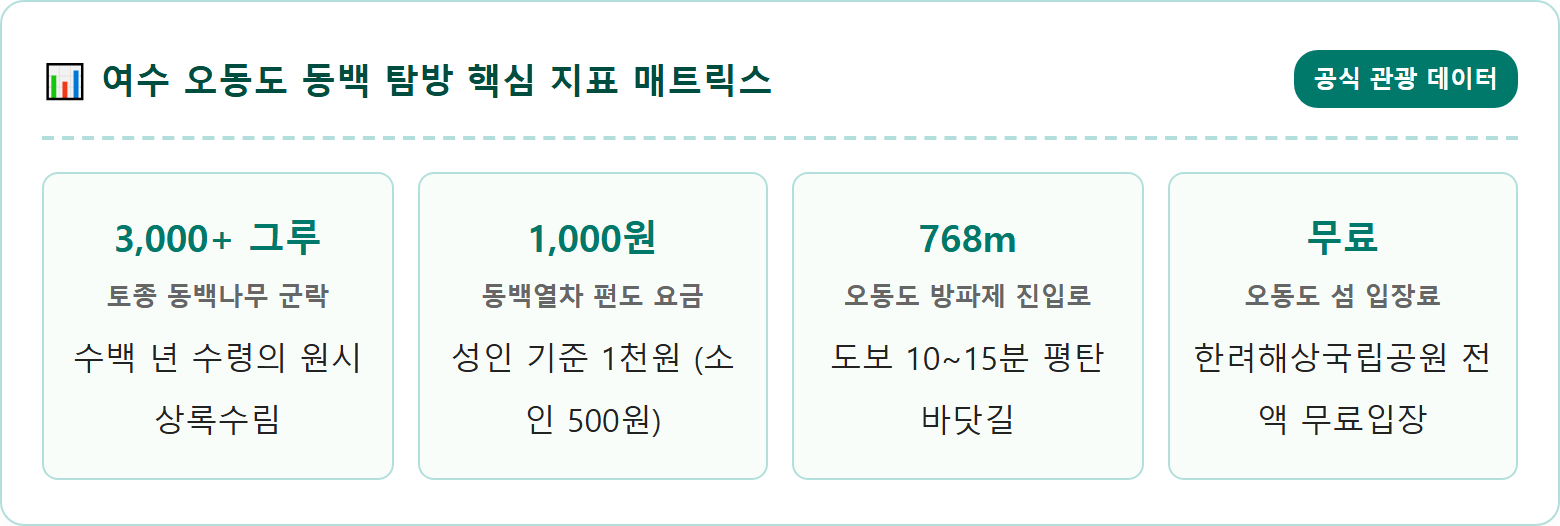 📊 여수 오동도 동백 탐방 핵심 지표 매트릭스
공식 관광 데이터
3,000+ 그루
토종 동백나무 군락
수백 년 수령의 원시
상록수림
1,000원
동백열차 편도 요금
성인 기준 1천원 (소
인 500원)
768m
오동도 방파제 진입로
도보 10~15분 평탄
바닷길
무료
오동도 섬 입장료
한려해상국립공원 전
액 무료입장